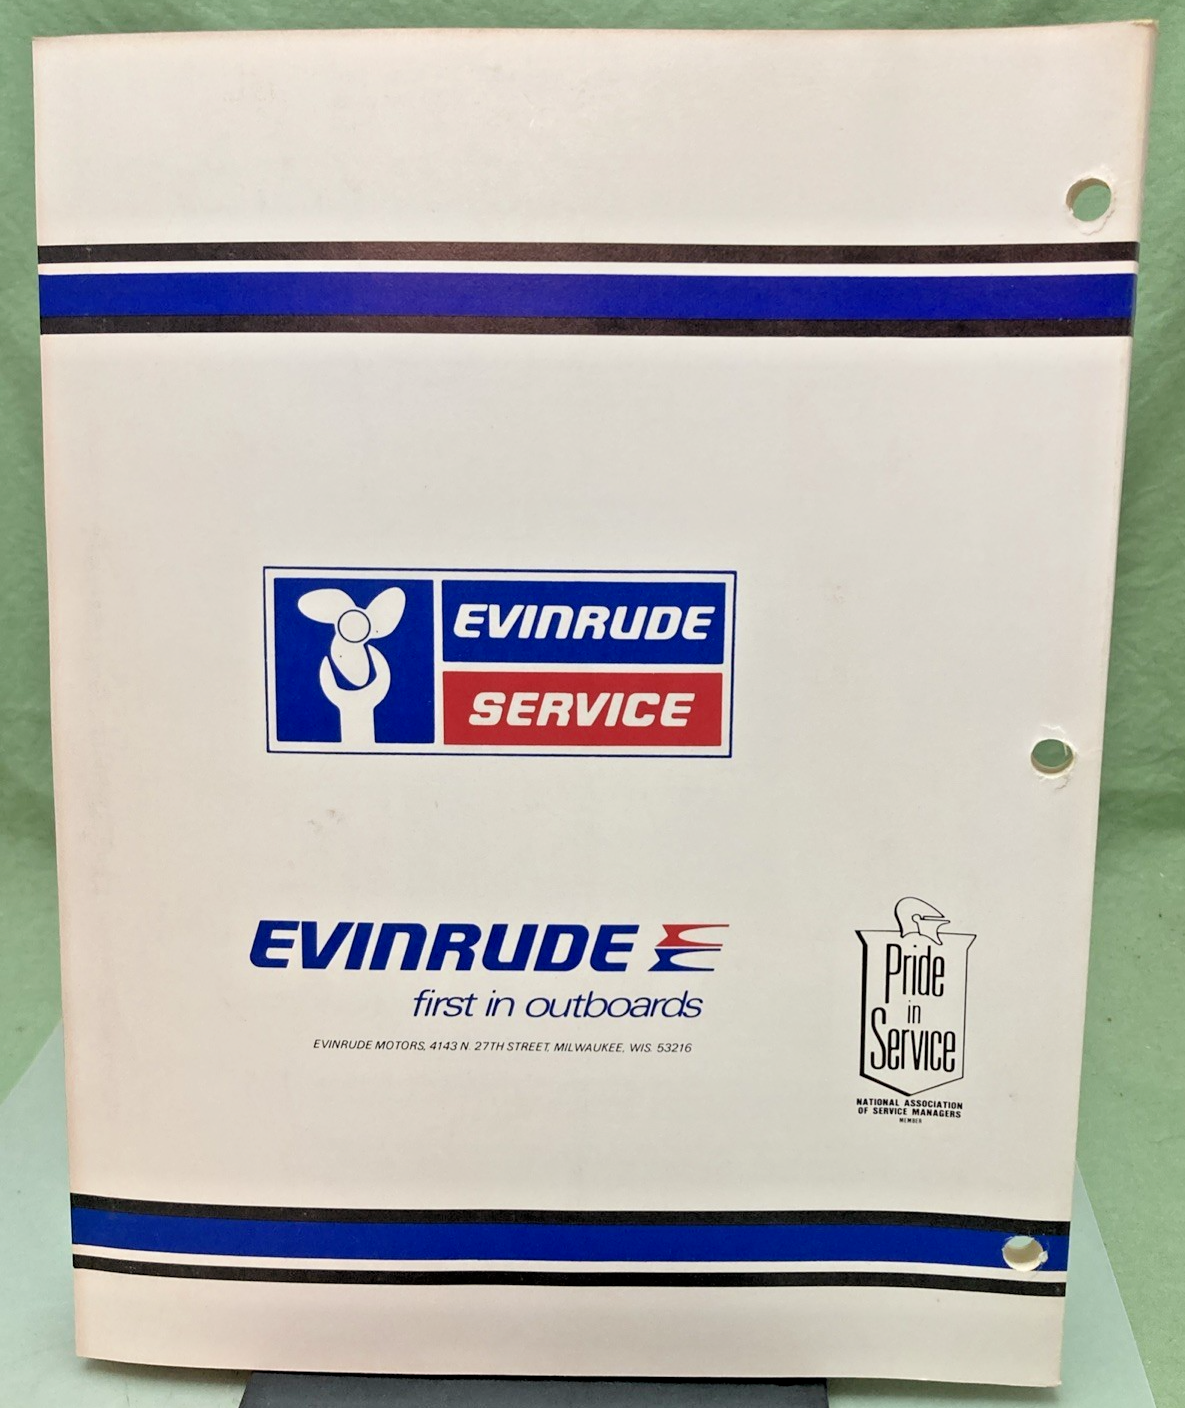 EVINRUDE
SERVICE
EVINRUDE
first in outboards
EVINRUDE MOTORS, 4143 N. 27TH STREET, MILWAUKEE, WIS. 53216
Pride
in
Service
NATIONAL ASSOCIATION
OF SERVICE MANAGERS
MEMBER